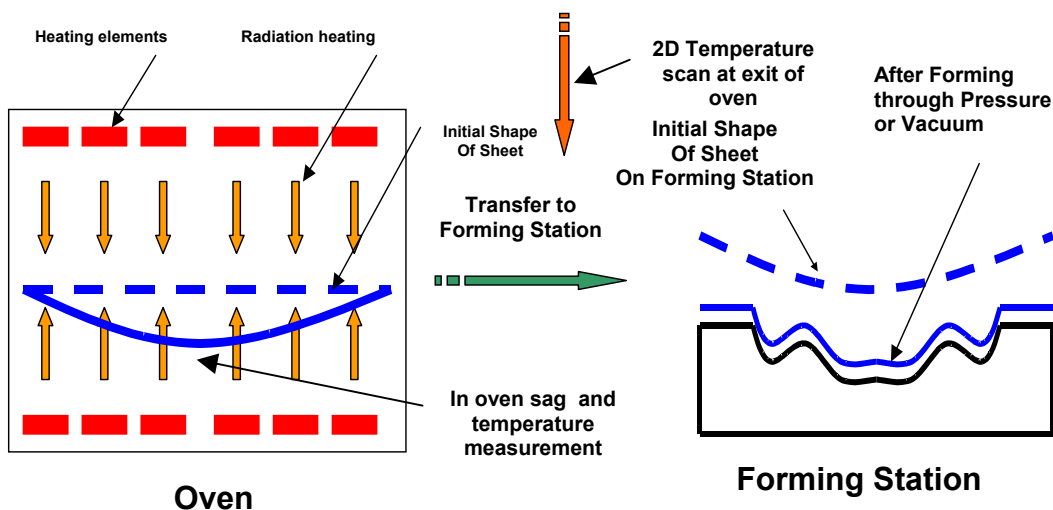 Heating elements
Radiation heating
2D Temperature
scan at exit of
oven
After Forming
through Pressure
or Vacuum
Initial Shape
Of Sheet
Initial Shape
Of Sheet
On Forming Station
Transfer to
Forming Station
In oven sag and
temperature
measurement
Oven
Forming Station